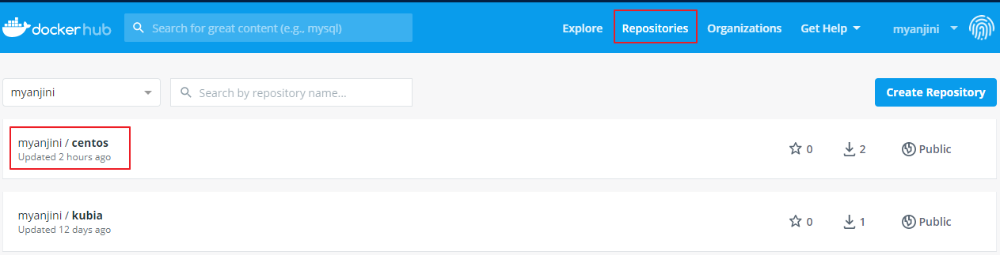 dockerhub Search for great content (e.g., mysql) Explore Repositories Organizations Get Help myanjini
myanjini Search by repository name... Create Repository
myanjini / centos 0 2 Public
Updated 2 hours ago
myanjini / kubia 0 1 Public
Updated 12 days ago